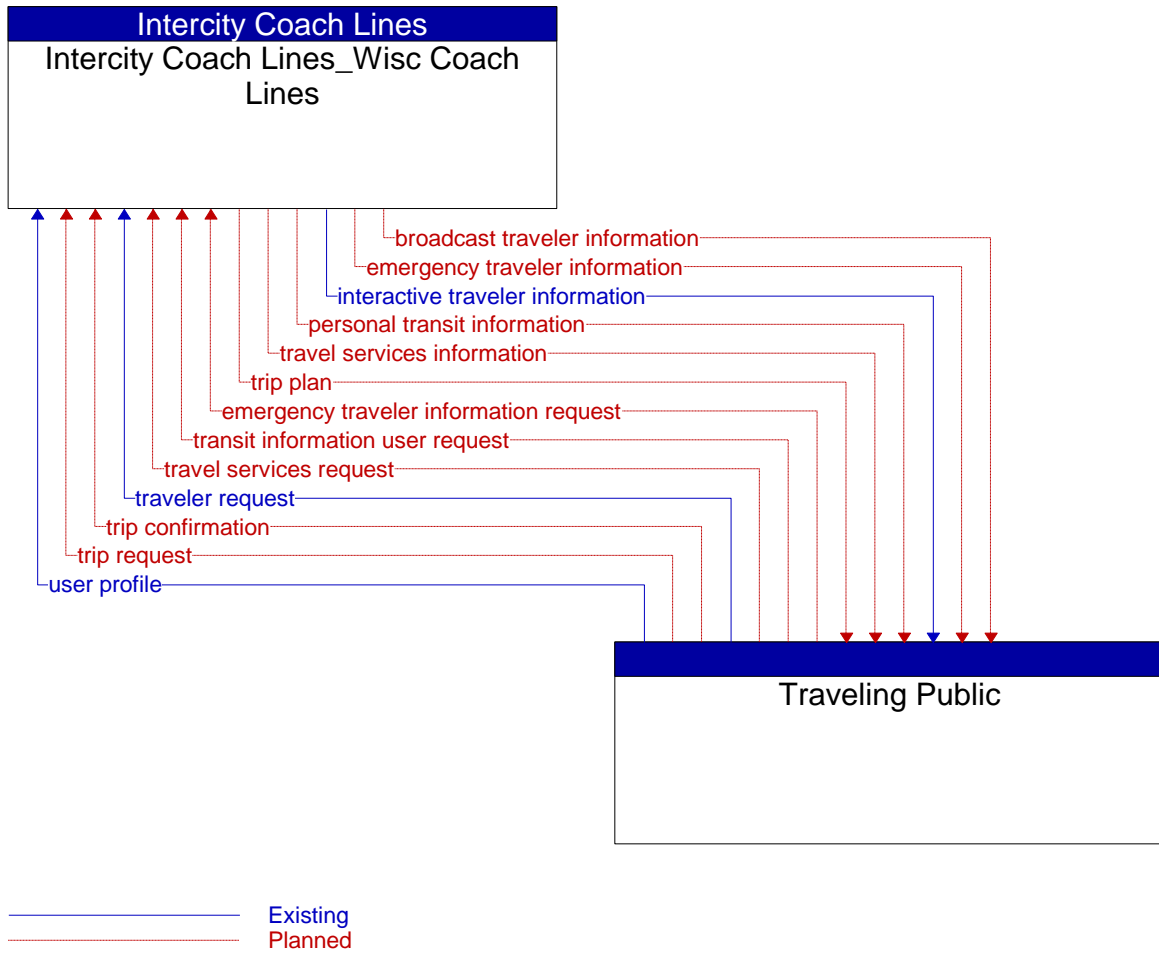 Intercity Coach Lines
Intercity Coach Lines_Wisc Coach
Lines
broadcast traveler information
emergency traveler information
interactive traveler information
personal transit information
travel services information
trip plan
emergency traveler information request
transit information user request
travel services request
traveler request
trip confirmation
trip request
user profile
Traveling Public
Existing
Planned